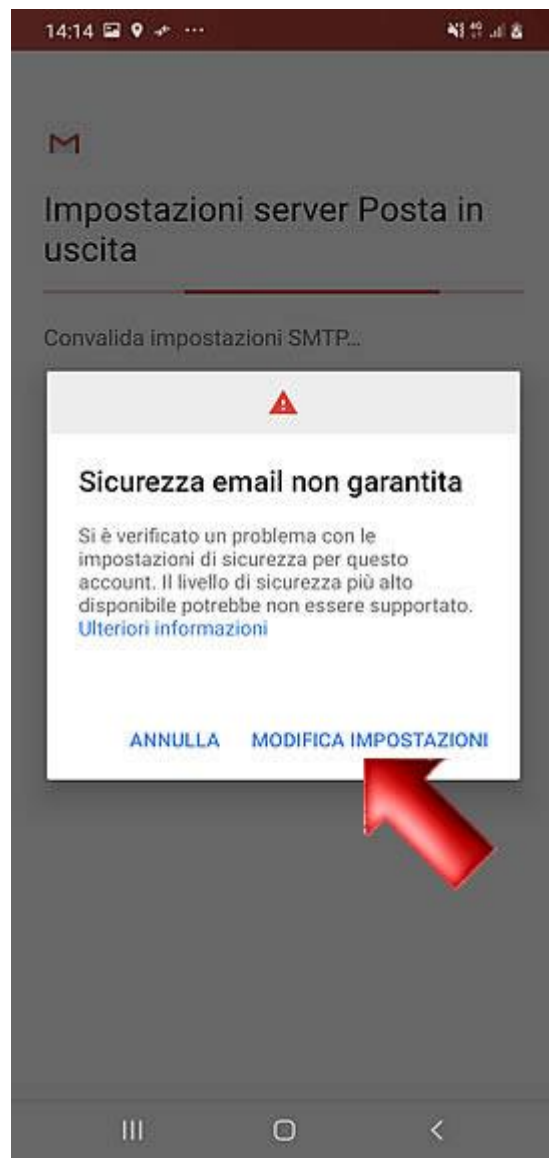 14:14
4G
Impostazioni server Posta in
uscita
Convalida impostazioni SMTP...
Sicurezza email non garantita
Si è verificato un problema con le
impostazioni di sicurezza per questo
account. Il livello di sicurezza più alto
disponibile potrebbe non essere supportato.
Ulteriori informazioni
ANNULLA MODIFICA IMPOSTAZIONI